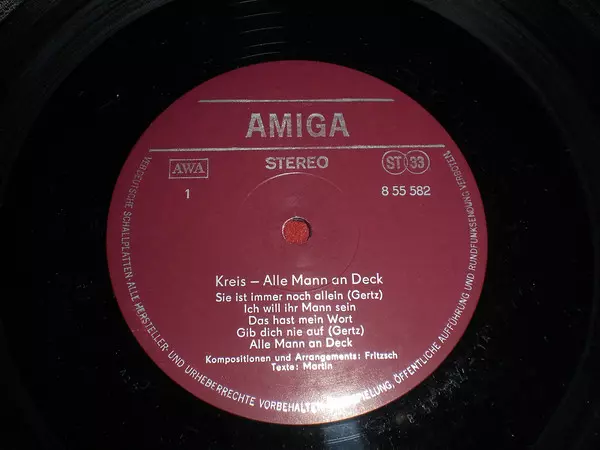 AMIGA
AWA
STEREO
ST 33
1
8 55 582
Kreis – Alle Mann an Deck
Sie ist immer noch allein (Gertz)
Ich will ihr Mann sein
Das hast mein Wort
Gib dich nie auf (Gertz)
Alle Mann an Deck
Kompositionen und Arrangements: Fritzsch
Texte: Martin
VEB DEUTSCHE SCHALLPLATTEN · ALLE HERSTELLER- UND URHEBERRECHTE VORBEHALTEN · ÜBERSPIELUNG, ÖFFENTLICHE AUFFÜHRUNG UND RUNDFUNKSENDUNG VERBOTEN.